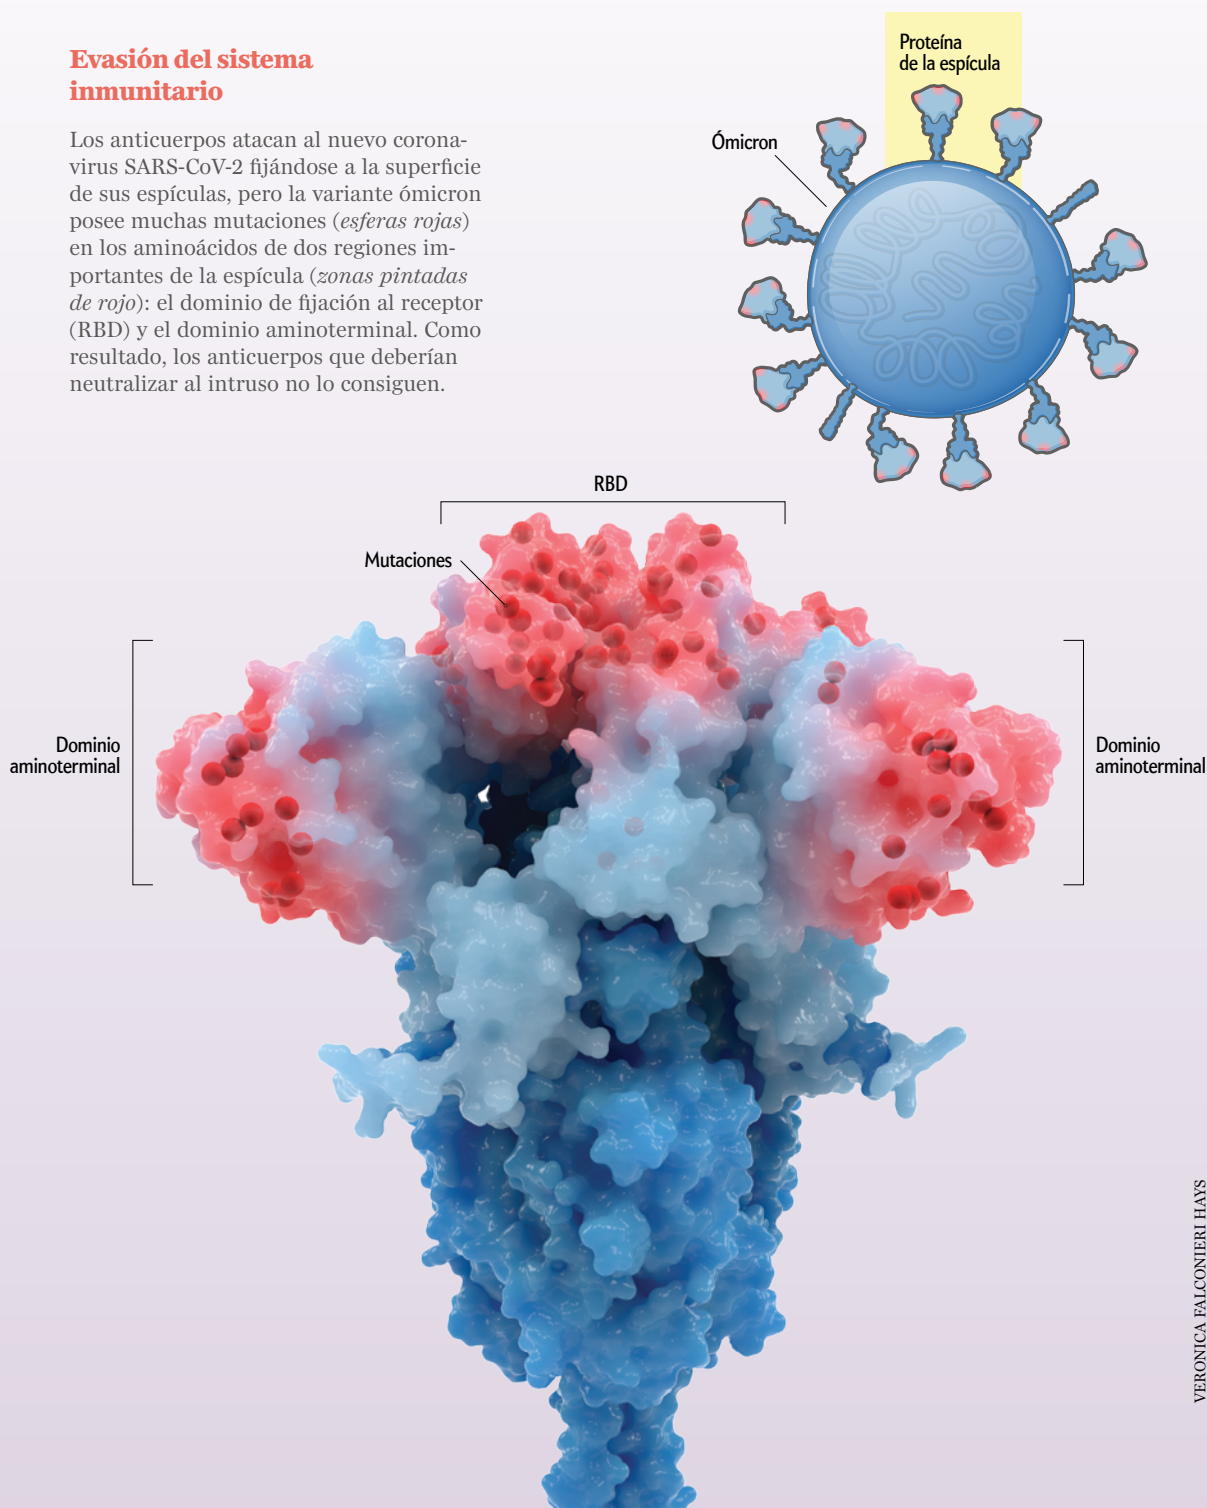 Evasión del sistema
inmunitario
Los anticuerpos atacan al nuevo corona-
virus SARS-CoV-2 fijándose a la superficie
de sus espículas, pero la variante ómicron
posee muchas mutaciones (esferas rojas)
en los aminoácidos de dos regiones im-
portantes de la espícula (zonas pintadas
de rojo): el dominio de fijación al receptor
(RBD) y el dominio aminoterminal. Como
resultado, los anticuerpos que deberían
neutralizar al intruso no lo consiguen.
Proteína
de la espícula
Ómicron
RBD
Mutaciones
Dominio
aminoterminal
Dominio
aminoterminal
VERONICA FALCONIERI HAYS